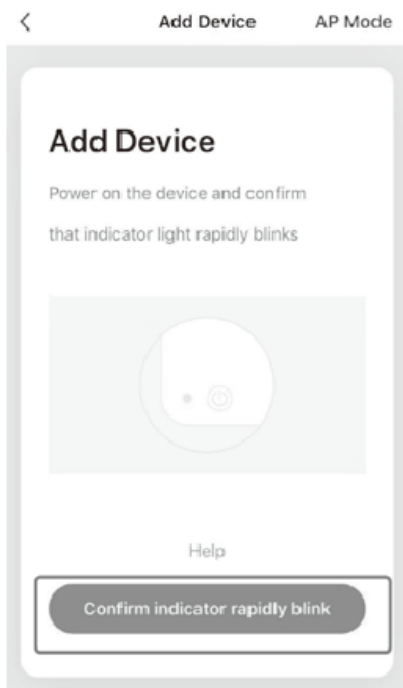 Add Device AP Mode
Add Device
Power on the device and confirm
that indicator light rapidly blinks
Help
Confirm indicator rapidly blink